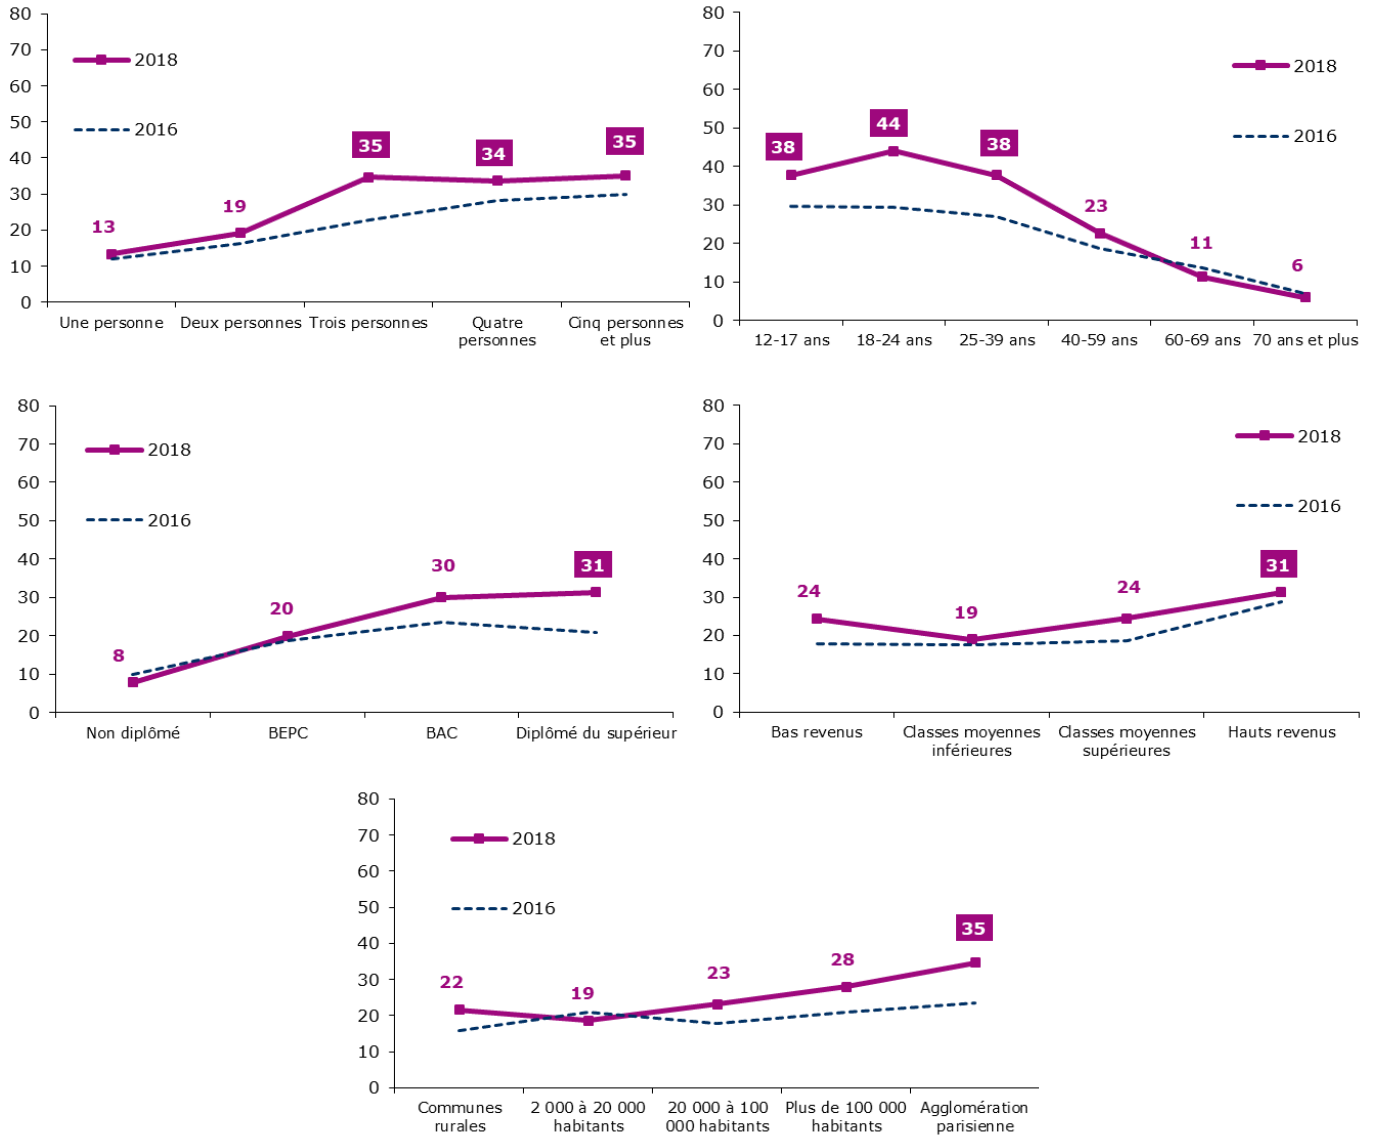 80
70
60
50
40
30
20
10
0
2018
2016
13
19
35
34
35
Une personne
Deux personnes
Trois personnes
Quatre
personnes
Cinq personnes
et plus
80
70
60
50
40
30
20
10
0
2018
2016
38
44
38
23
11
6
12-17 ans
18-24 ans
25-39 ans
40-59 ans
60-69 ans
70 ans et plus
80
70
60
50
40
30
20
10
0
2018
2016
8
20
30
31
Non diplômé
BEPC
BAC
Diplômé du supérieur
80
70
60
50
40
30
20
10
0
2018
2016
24
19
24
31
Bas revenus
Classes moyennes
inférieures
Classes moyennes
supérieures
Hauts revenus
80
70
60
50
40
30
20
10
0
2018
2016
22
19
23
28
35
Communes
rurales
2 000 à 20 000
habitants
20 000 à 100
000 habitants
Plus de 100 000
habitants
Agglomération
parisienne